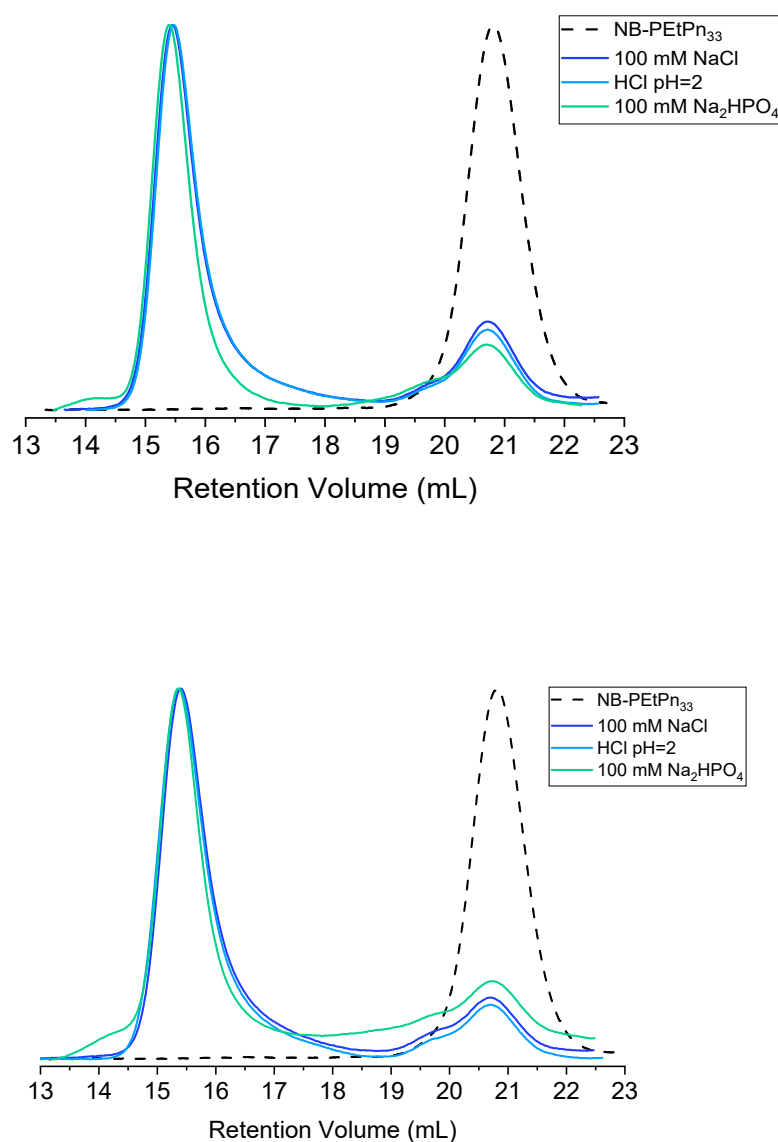 NB-PEtPn₃₃
100 mM NaCl
HCl pH=2
100 mM Na₂HPO₄
13 14 15 16 17 18 19 20 21 22 23
Retention Volume (mL)
NB-PEtPn₃₃
100 mM NaCl
HCl pH=2
100 mM Na₂HPO₄
13 14 15 16 17 18 19 20 21 22 23
Retention Volume (mL)